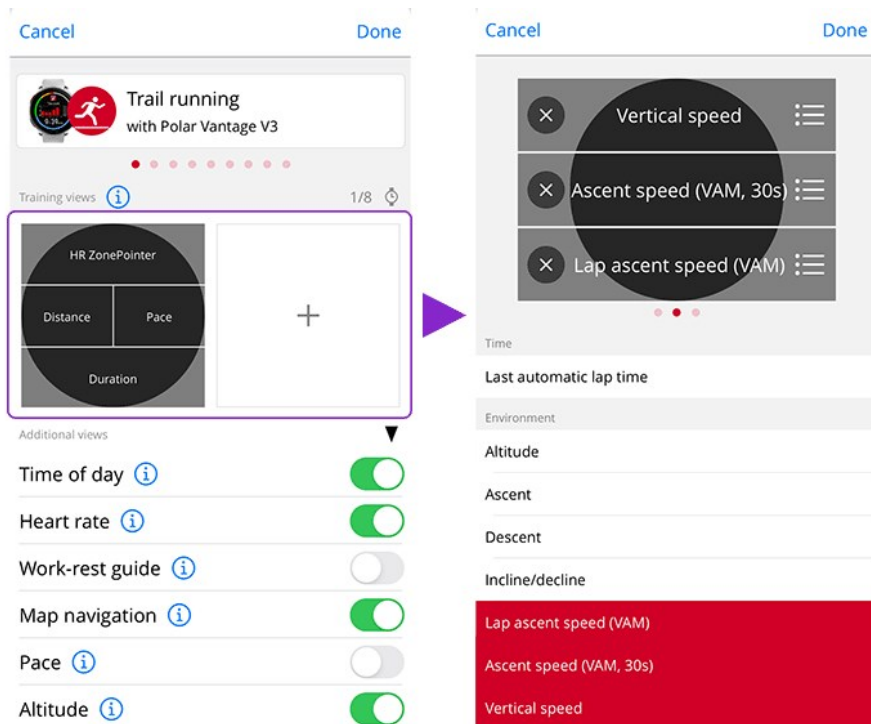 Cancel
Done
Trail running
with Polar Vantage V3
Training views
1/8
HR ZonePointer
Distance
Pace
Duration
Additional views
Time of day
Heart rate
Work-rest guide
Map navigation
Pace
Altitude
Cancel
Done
Vertical speed
Ascent speed (VAM, 30s)
Lap ascent speed (VAM)
Time
Last automatic lap time
Environment
Altitude
Ascent
Descent
Incline/decline
Lap ascent speed (VAM)
Ascent speed (VAM, 30s)
Vertical speed